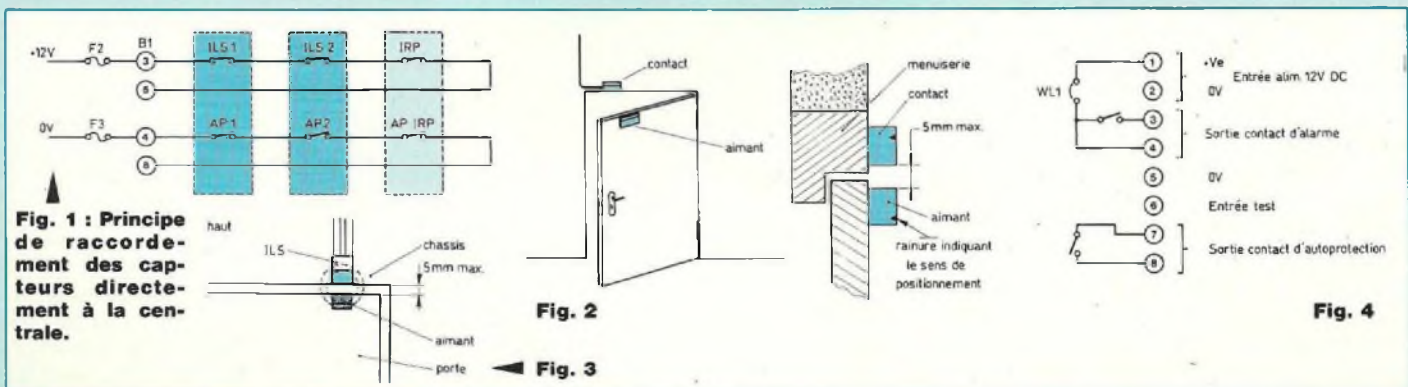 +12V
F2
B1
3
ILS 1
ILS 2
IRP
5
0V
F3
4
AP 1
AP2
AP IRP
6
Fig. 1 : Principe
de raccorde-
ment des cap-
teurs directe-
ment à la cen-
trale.
haut
ILS
chassis
5mm max.
aimant
porte
Fig. 3
contact
aimant
Fig. 2
menuiserie
contact
5mm max.
aimant
rainure indiquant
le sens de
positionnement
WL1
1
+Ve
Entrée alim. 12V DC
2
0V
3
Sortie contact d'alarme
4
5
0V
6
Entrée test
7
Sortie contact d'autoprotection
8
Fig. 4